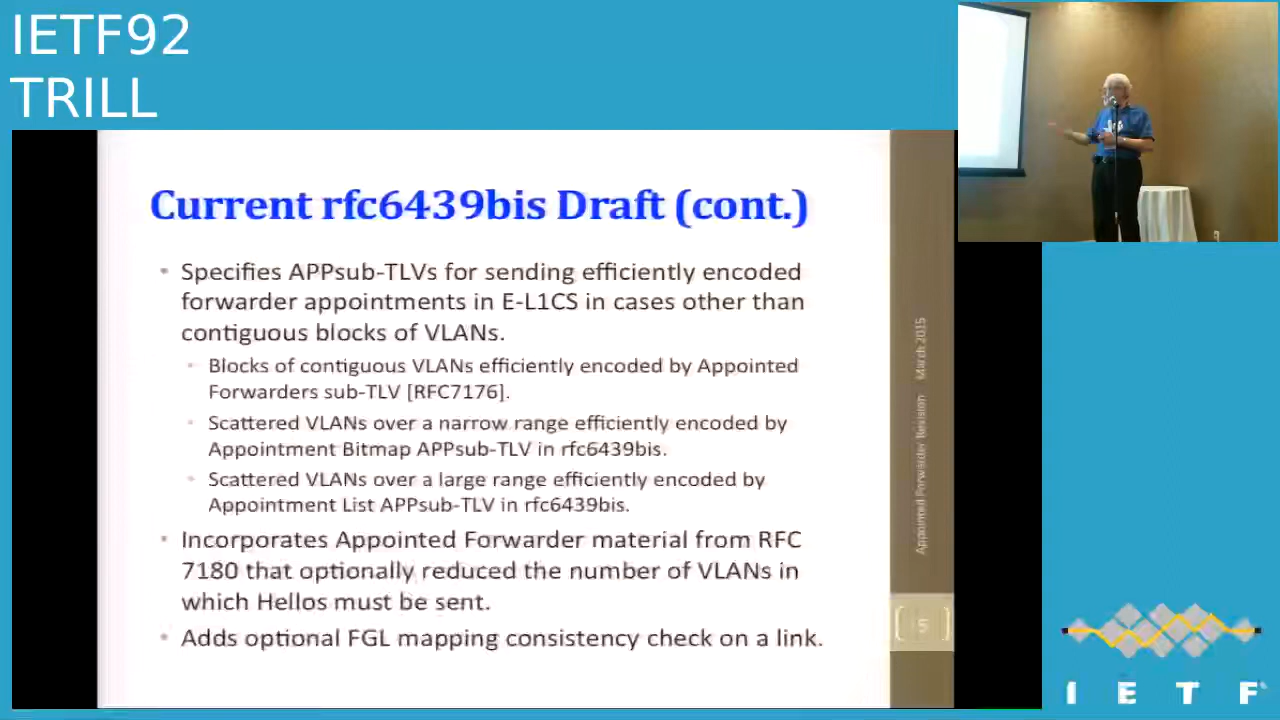 IETF92
TRILL
Current rfc6439bis Draft (cont.)
• Specifies APPsub-TLVs for sending efficiently encoded
forwarder appointments in E-L1CS in cases other than
contiguous blocks of VLANs.
• Blocks of contiguous VLANs efficiently encoded by Appointed
Forwarders sub-TLV [RFC7176].
• Scattered VLANs over a narrow range efficiently encoded by
Appointment Bitmap APPsub-TLV in rfc6439bis.
• Scattered VLANs over a large range efficiently encoded by
Appointment List APPsub-TLV in rfc6439bis.
• Incorporates Appointed Forwarder material from RFC
7180 that optionally reduced the number of VLANs in
which Hellos must be sent.
• Adds optional FGL mapping consistency check on a link.
Appointed Forwarder Revision March 2015
5
I E T F